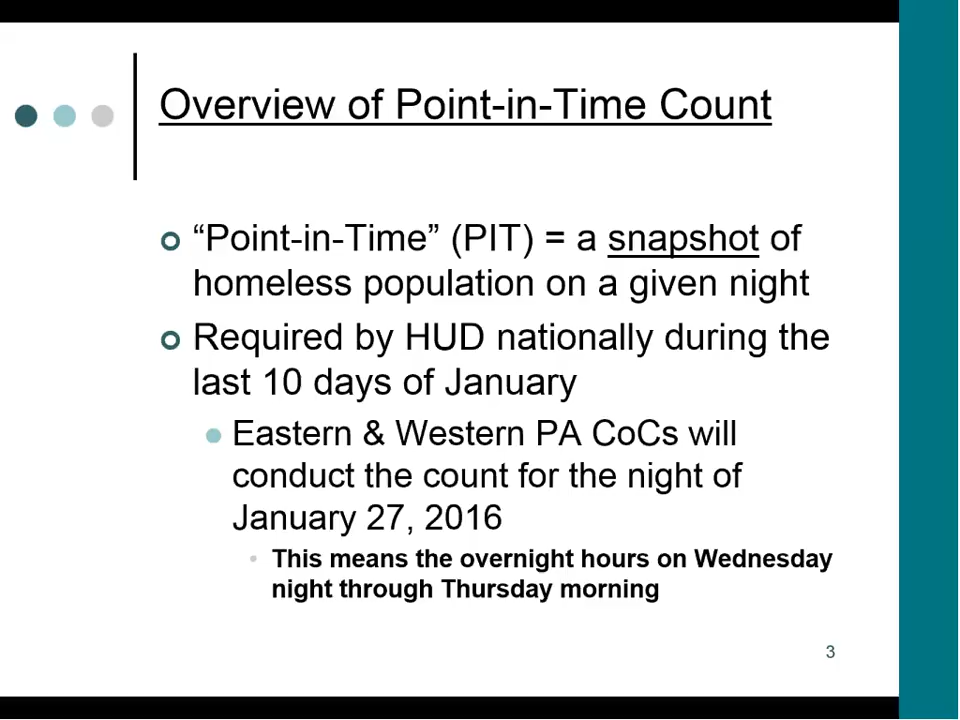 Overview of Point-in-Time Count
“Point-in-Time” (PIT) = a snapshot of
homeless population on a given night
Required by HUD nationally during the
last 10 days of January
Eastern & Western PA CoCs will
conduct the count for the night of
January 27, 2016
This means the overnight hours on Wednesday
night through Thursday morning
3